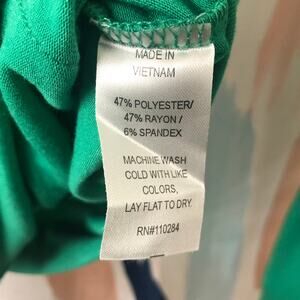 MADE IN
VIETNAM
47% POLYESTER/
47% RAYON /
6% SPANDEX
MACHINE WASH
COLD WITH LIKE
COLORS,
LAY FLAT TO DRY.
RN#110284